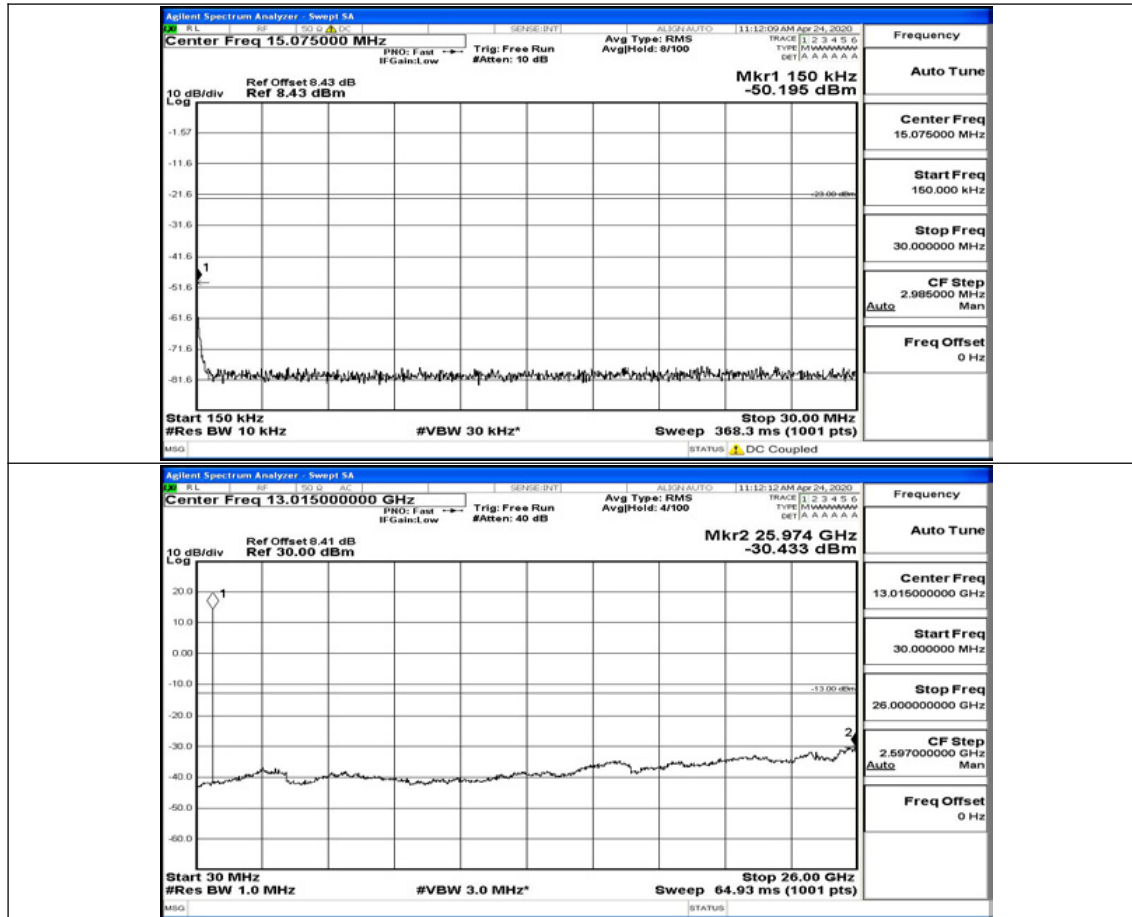 Agilent Spectrum Analyzer - Swept SA
RL RF 50 Ω DC SENSE:INT ALIGN AUTO 11:12:09 AM Apr 24, 2020
Center Freq 15.075000 MHz
PNO: Fast Trig: Free Run Avg Type: RMS TRACE 1 2 3 4 5 6
IFGain:Low #Atten: 10 dB Avg|Hold: 8/100 TYPE M
DET A A A A A A
Ref Offset 8.43 dB Mkr1 150 kHz
10 dB/div Ref 8.43 dBm -50.195 dBm
Log
-1.57
-11.6
-21.6
-23.00 dBm
-31.6
-41.6
1
-51.6
-61.6
-71.6
-81.6
Start 150 kHz Stop 30.00 MHz
#Res BW 10 kHz #VBW 30 kHz* Sweep 368.3 ms (1001 pts)
MSG STATUS DC Coupled
Frequency
Auto Tune
Center Freq
15.075000 MHz
Start Freq
150.000 kHz
Stop Freq
30.000000 MHz
CF Step
2.985000 MHz
Auto Man
Freq Offset
0 Hz
Agilent Spectrum Analyzer - Swept SA
RL RF 50 Ω AC SENSE:INT ALIGN AUTO 11:12:12 AM Apr 24, 2020
Center Freq 13.015000000 GHz
PNO: Fast Trig: Free Run Avg Type: RMS TRACE 1 2 3 4 5 6
IFGain:Low #Atten: 40 dB Avg|Hold: 4/100 TYPE M
DET A A A A A A
Ref Offset 8.41 dB Mkr2 25.974 GHz
10 dB/div Ref 30.00 dBm -30.433 dBm
Log
20.0
1
10.0
0.00
-10.0
-13.00 dBm
-20.0
2
-30.0
-40.0
-50.0
-60.0
Start 30 MHz Stop 26.00 GHz
#Res BW 1.0 MHz #VBW 3.0 MHz* Sweep 64.93 ms (1001 pts)
MSG STATUS
Frequency
Auto Tune
Center Freq
13.015000000 GHz
Start Freq
30.000000 MHz
Stop Freq
26.000000000 GHz
CF Step
2.597000000 GHz
Auto Man
Freq Offset
0 Hz